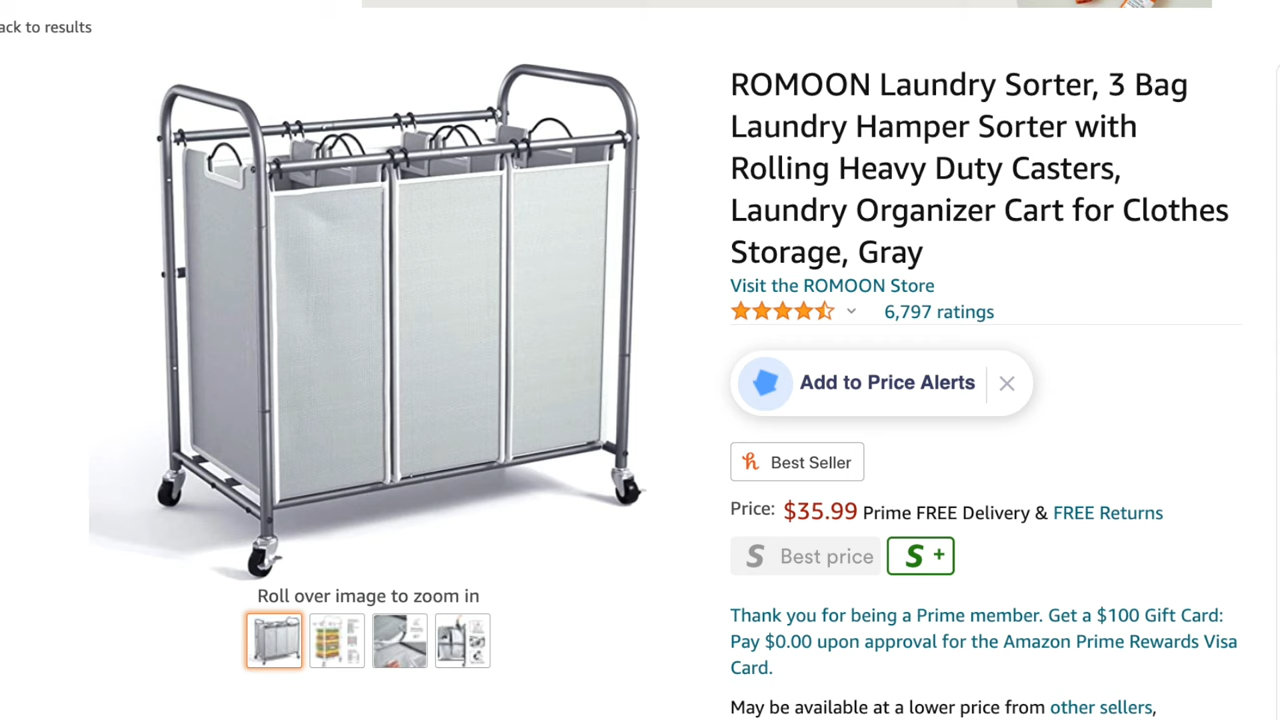 ack to results
ROMOON Laundry Sorter, 3 Bag
Laundry Hamper Sorter with
Rolling Heavy Duty Casters,
Laundry Organizer Cart for Clothes
Storage, Gray
Visit the ROMOON Store
6,797 ratings
Add to Price Alerts
Best Seller
Price: $35.99 Prime FREE Delivery & FREE Returns
S Best price S +
Thank you for being a Prime member. Get a $100 Gift Card:
Pay $0.00 upon approval for the Amazon Prime Rewards Visa
Card.
May be available at a lower price from other sellers,
Roll over image to zoom in